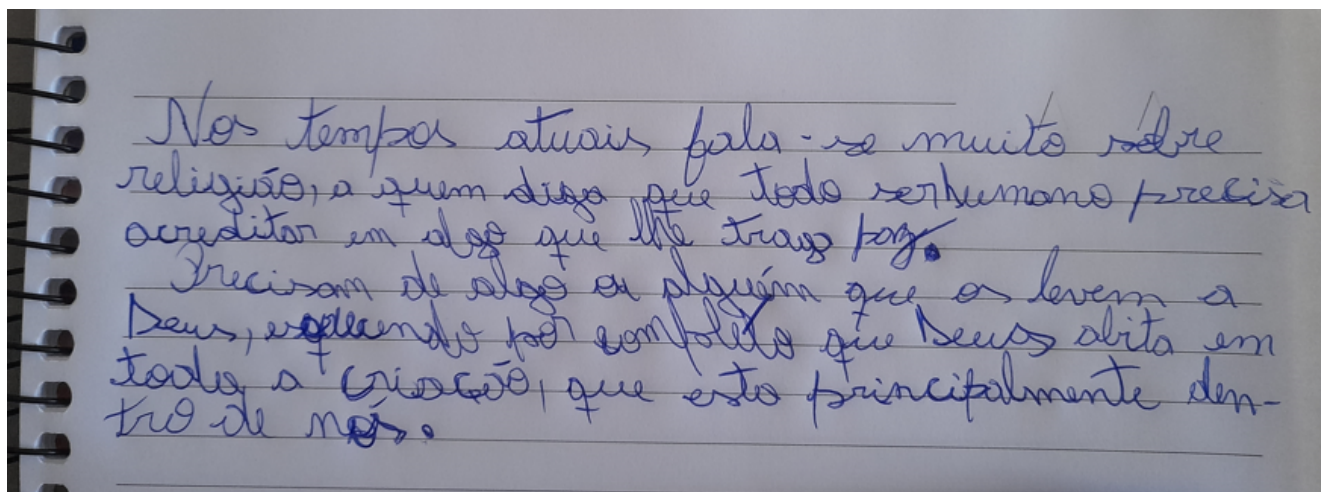 Nos tempos atuais fala-se muito sobre
religião, a quem diga que todo serhumano precisa
acreditar em algo que lhe traga paz.
Precisam de algo ou alguém que os levem a
Deus, esquecendo por completo que Deus abita em
toda a criação, que esta principalmente den-
tro de nós.